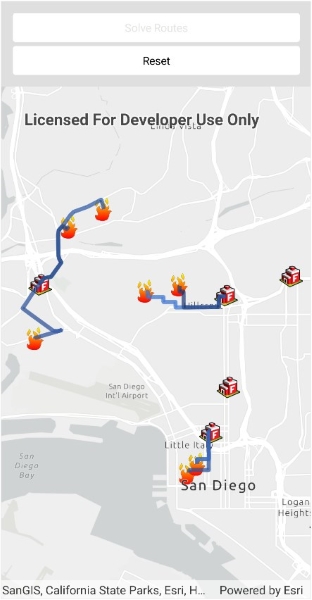 Solve Routes
Reset
Licensed For Developer Use Only
Linda Vista
Hillcrest
San Diego
Int'l Airport
Little Italy
San
Diego
Bay
San Diego
Logan
Heights
SanGIS, California State Parks, Esri, H... Powered by Esri